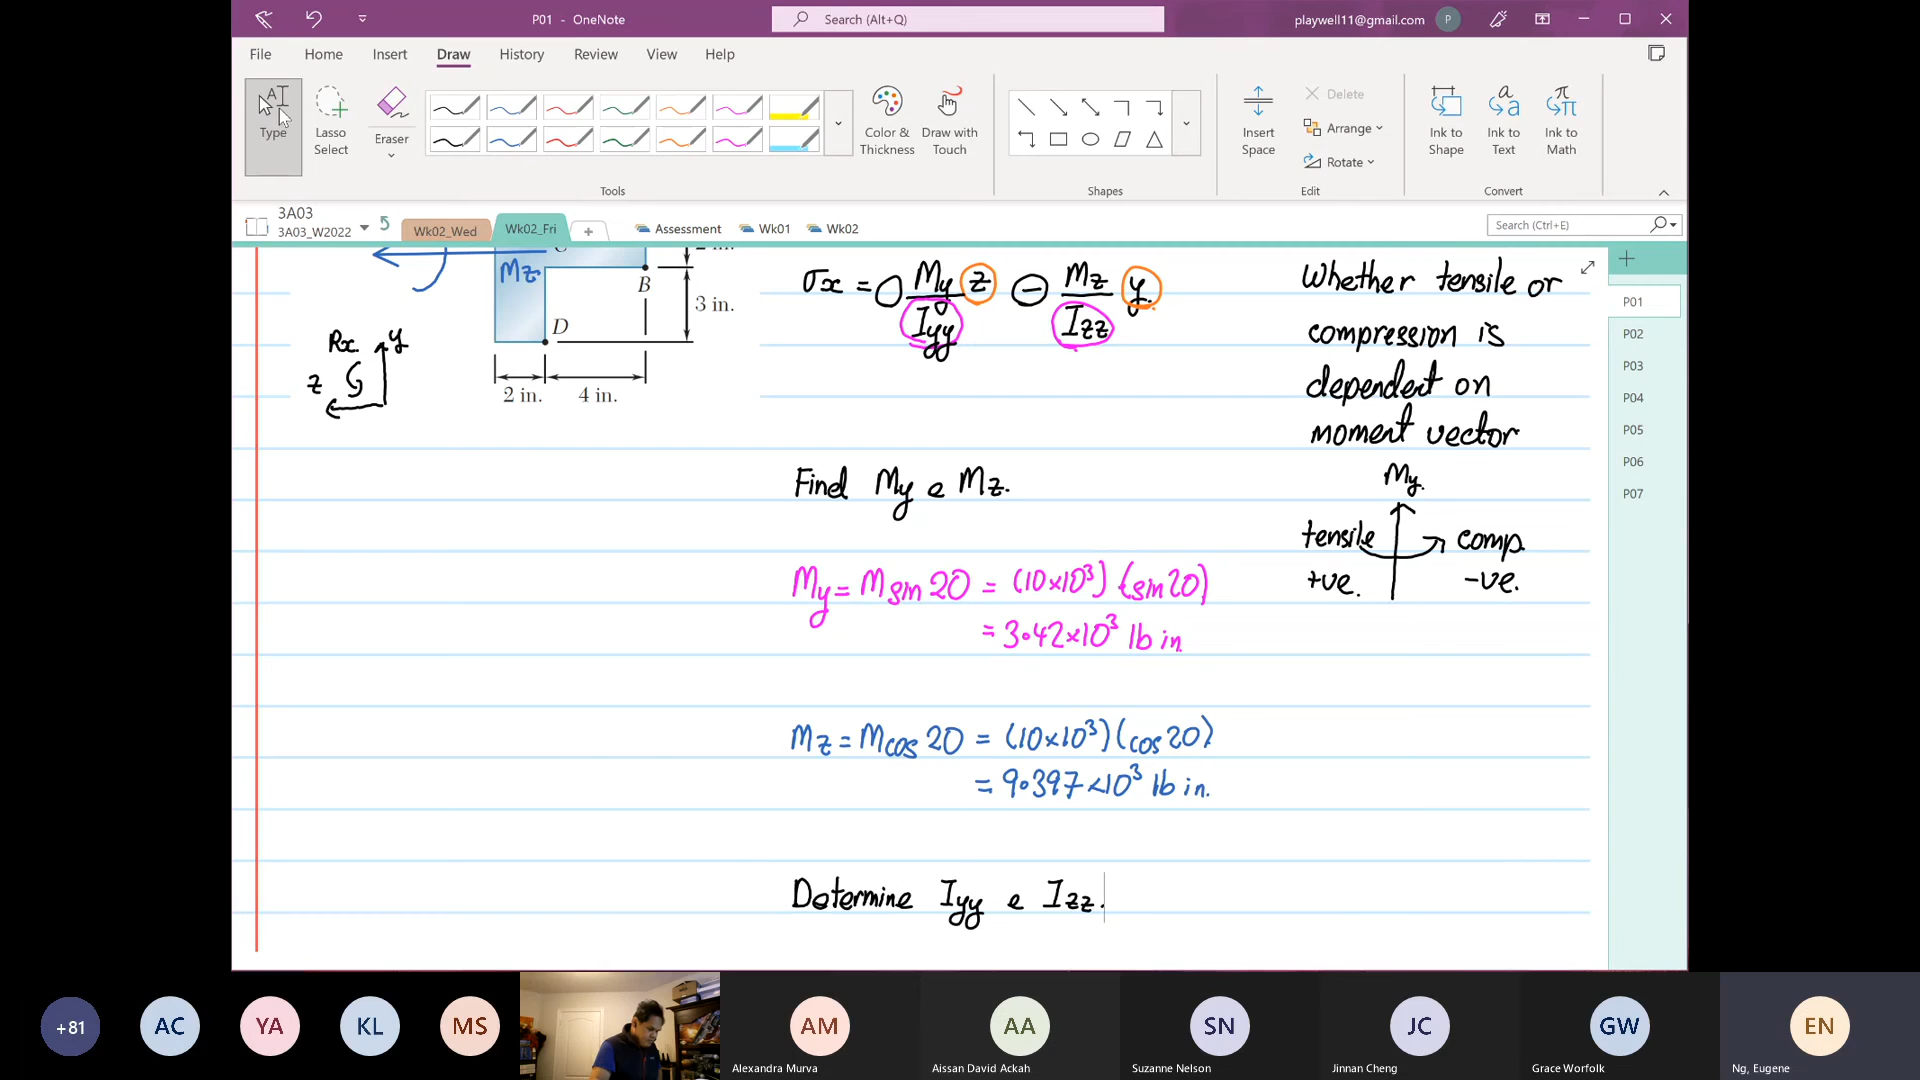 P01 - OneNote
Search (Alt+Q)
playwell11@gmail.com
P
File
Home
Insert
Draw
History
Review
View
Help
Type
Lasso Select
Eraser
Color & Thickness
Draw with Touch
Insert Space
Delete
Arrange
Rotate
Ink to Shape
Ink to Text
Ink to Math
Tools
Shapes
Edit
Convert
3A03
3A03_W2022
Wk02_Wed
Wk02_Fri
Assessment
Wk01
Wk02
Search (Ctrl+E)
P01
P02
P03
P04
P05
P06
P07
Mz
B
3 in.
D
2 in.
4 in.
Rx
y
z
σx = My z / Iyy − Mz y / Izz
Whether tensile or
compression is
dependent on
moment vector
My.
tensile
comp.
+ve.
-ve.
Find My e Mz.
My = M sin 20 = (10×10³) (sin 20)
= 3.42×10³ lb in.
Mz = M cos 20 = (10×10³)(cos 20)
= 9.397×10³ lb in.
Determine Iyy e Izz.
+81
AC
YA
KL
MS
AM
Alexandra Murva
AA
Aissan David Ackah
SN
Suzanne Nelson
JC
Jinnan Cheng
GW
Grace Worfolk
EN
Ng, Eugene